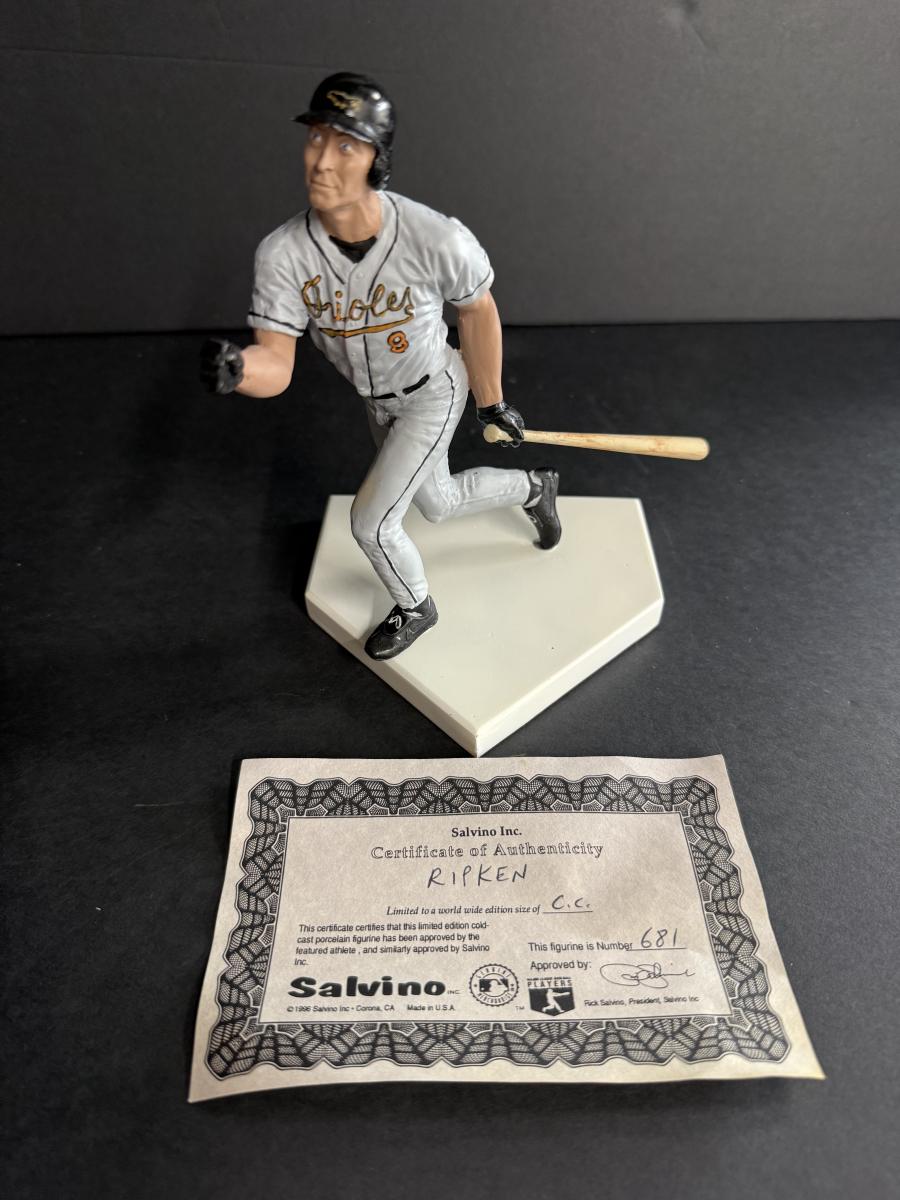 Orioles
8
Salvino Inc.
Certificate of Authenticity
RIPKEN
Limited to a world wide edition size of C.C.
This certificate certifies that this limited edition cold-
cast porcelain figurine has been approved by the
featured athlete , and similarly approved by Salvino
Inc.
This figurine is Number 681
Approved by:
Salvino INC.
PLAYERS
TM
© 1996 Salvino Inc • Corona, CA Made in U.S.A.
Rick Salvino, President, Salvino Inc